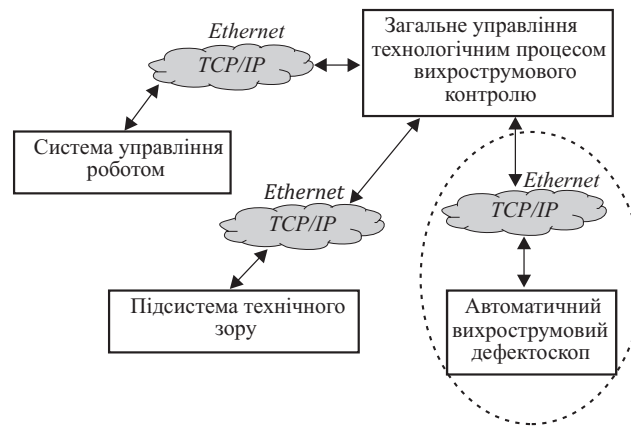 Ethernet
TCP/IP
Загальне управління
технологічним процесом
вихрострумового
контролю
Система управління
роботом
Ethernet
TCP/IP
Ethernet
TCP/IP
Підсистема технічного
зору
Автоматичний
вихрострумовий
дефектоскоп